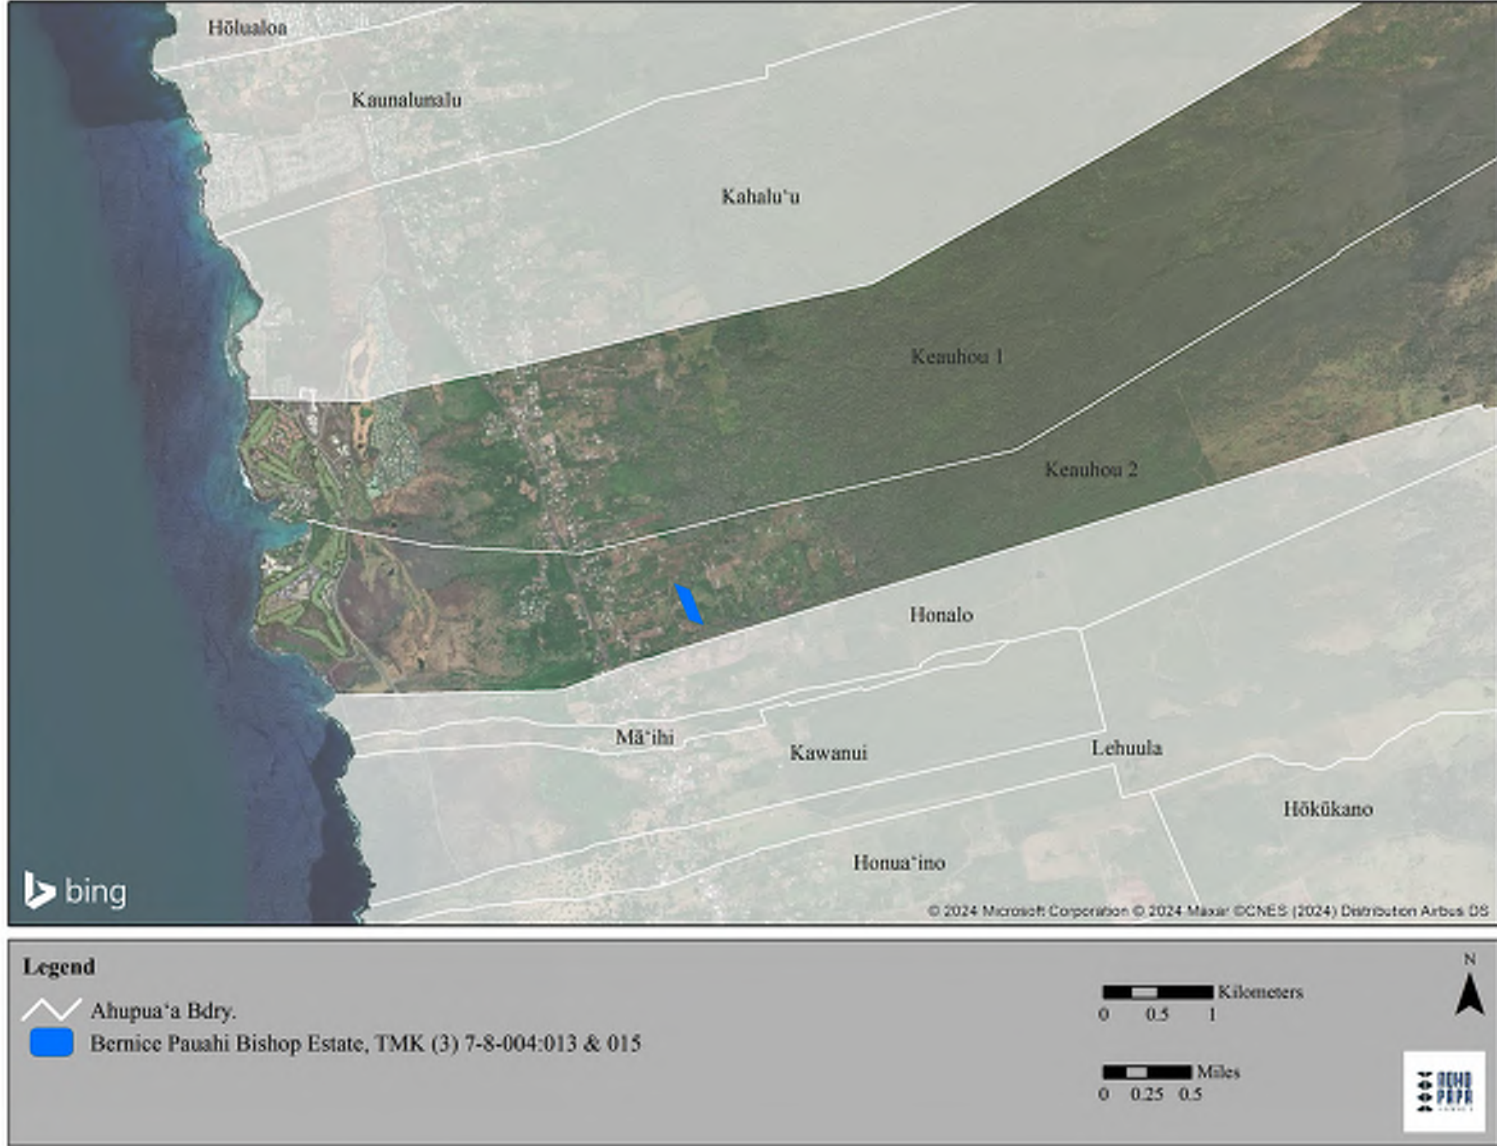 Hōlualoa
Kaunalunalu
Kahaluʻu
Keauhou 1
Keauhou 2
Honalo
Māʻihi
Kawanui
Lehuula
Hōkūkano
Honuaʻino
bing
© 2024 Microsoft Corporation © 2024 Maxar ©CNES (2024) Distribution Airbus DS
Legend
Ahupuaʻa Bdry.
Bernice Pauahi Bishop Estate, TMK (3) 7-8-004:013 & 015
Kilometers
0 0.5 1
Miles
0 0.25 0.5
N
NOHO
PAPA